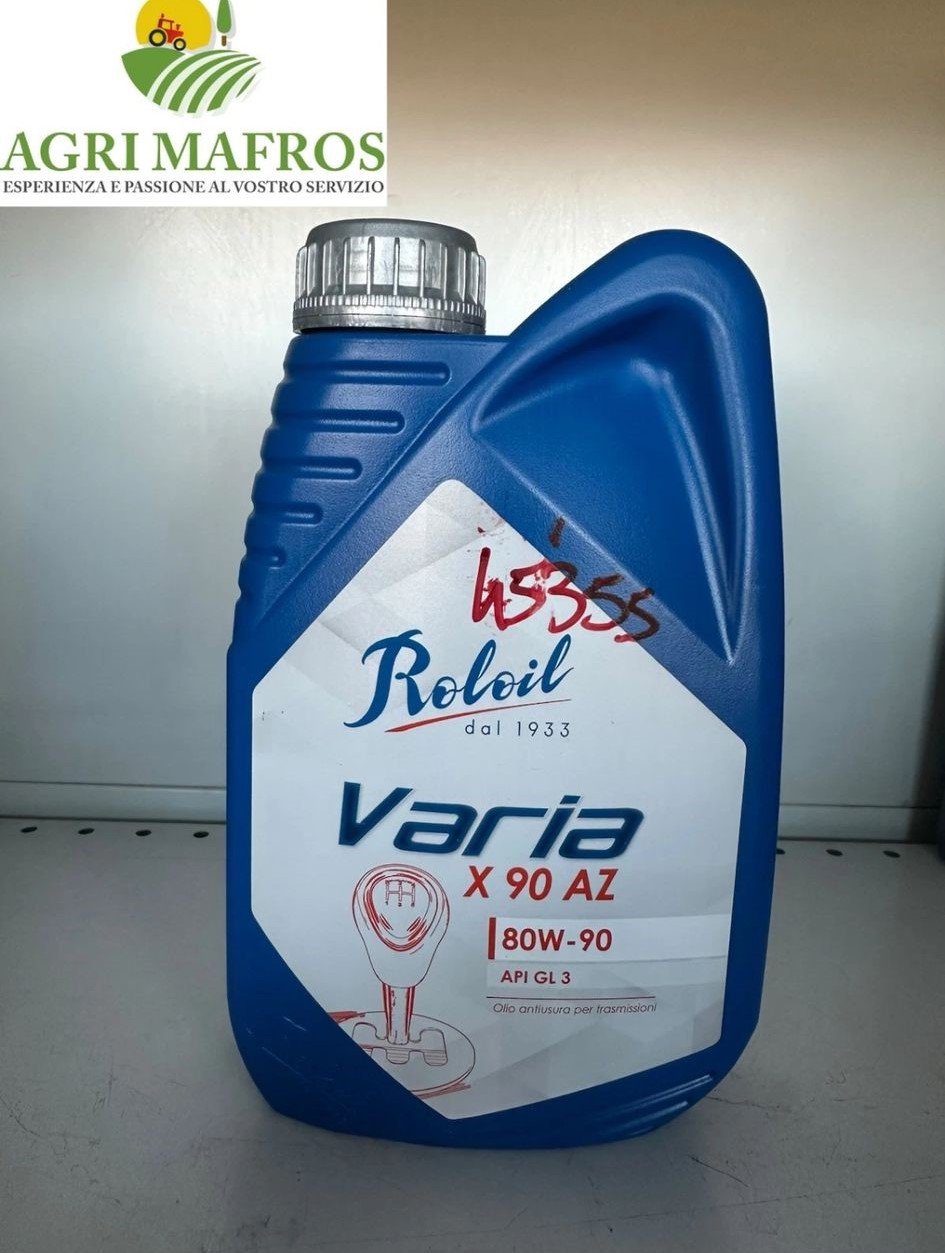 AGRI MAFROS
ESPERIENZA E PASSIONE AL VOSTRO SERVIZIO
45355
Roloil
dal 1933
Varia
X 90 AZ
80W-90
API GL 3
Olio antiusura per trasmissioni